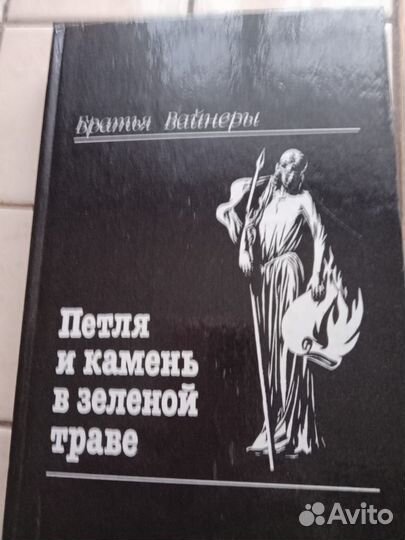 Братья Вайнеры
Петля
и камень
в зеленой
траве
Avito